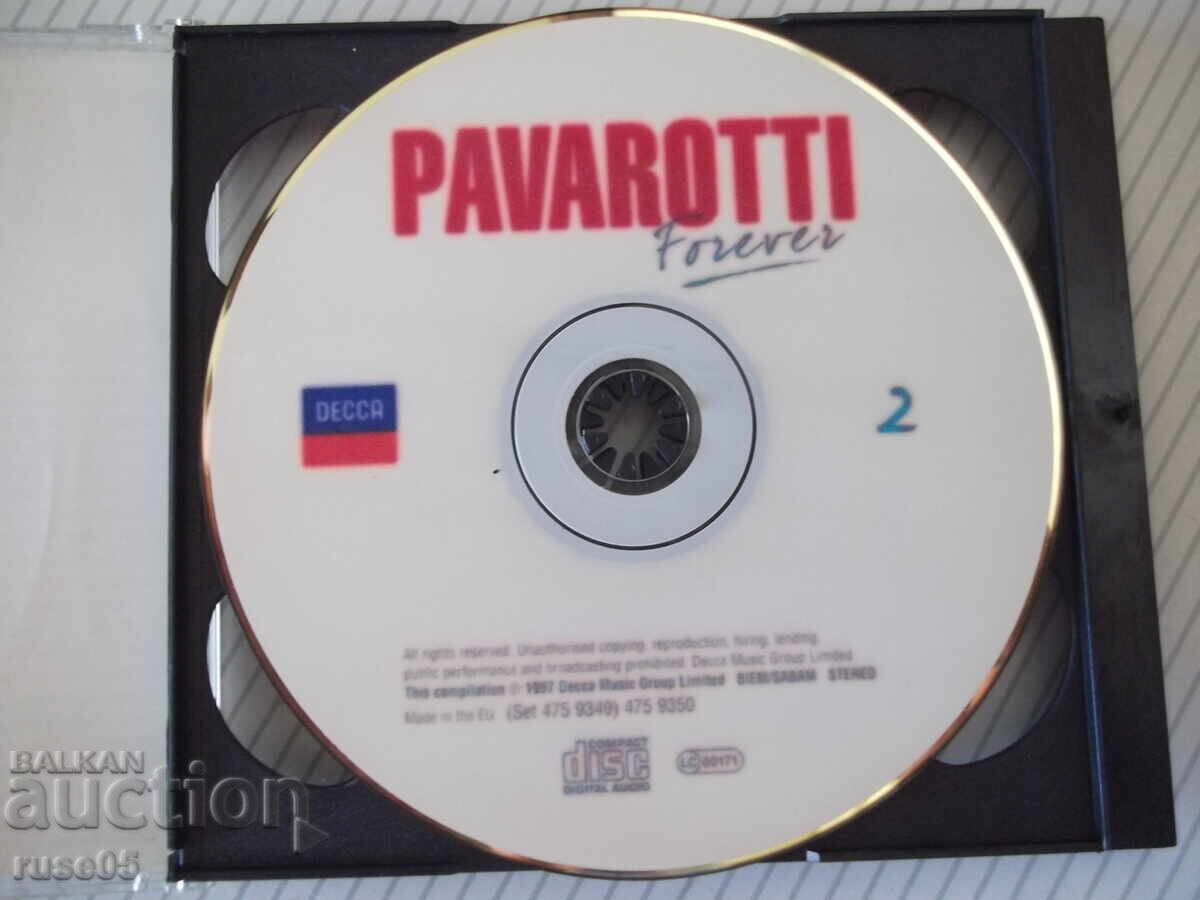 PAVAROTTI
Forever
DECCA
2
All rights reserved. Unauthorised copying, reproduction, hiring, lending,
public performance and broadcasting prohibited. Decca Music Group Limited
This compilation ℗ 1997 Decca Music Group Limited BIEM/SABAM STEREO
Made in the EU (Set 475 9349) 475 9350
COMPACT
disc
DIGITAL AUDIO
LC 00171
BALKAN
auction
ruse05_1